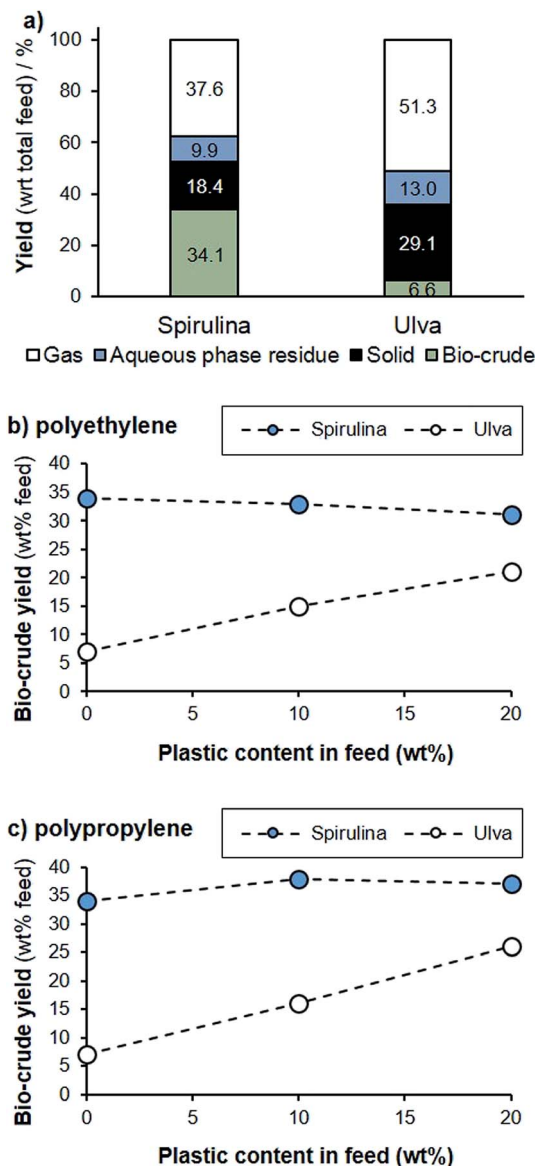 a)
Yield (wrt total feed) / %
100
80
60
40
20
0
37.6
9.9
18.4
34.1
51.3
13.0
29.1
6.6
Spirulina Ulva
Gas Aqueous phase residue Solid Bio-crude
b) polyethylene
Spirulina Ulva
Bio-crude yield (wt% feed)
40
35
30
25
20
15
10
5
0
0 5 10 15 20
Plastic content in feed (wt%)
c) polypropylene
Spirulina Ulva
Bio-crude yield (wt% feed)
40
35
30
25
20
15
10
5
0
0 5 10 15 20
Plastic content in feed (wt%)